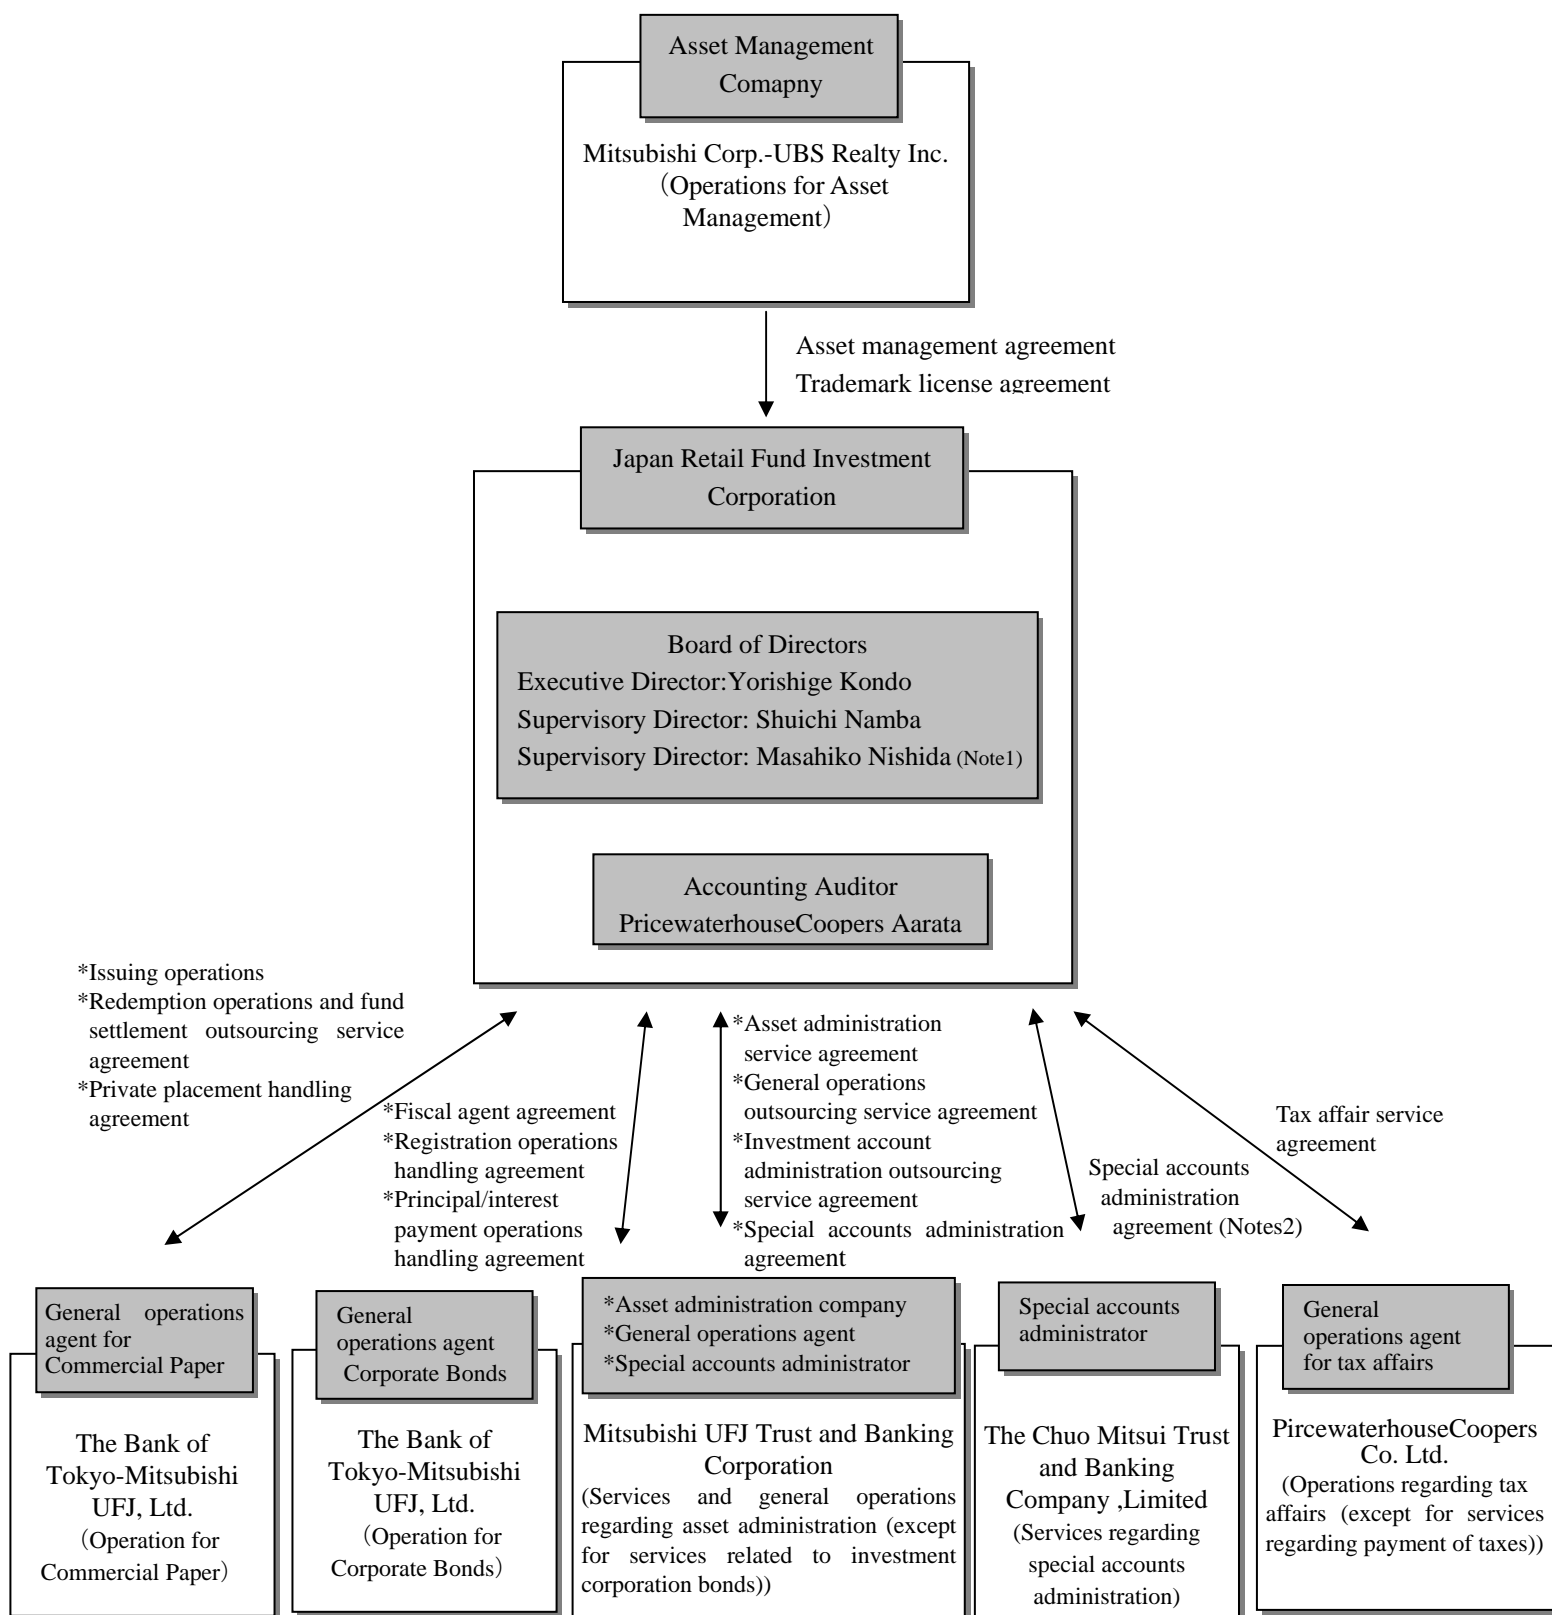 Asset Management
Comapny
Mitsubishi Corp.-UBS Realty Inc.
（Operations for Asset
Management）
Asset management agreement
Trademark license agreement
Japan Retail Fund Investment
Corporation
Board of Directors
Executive Director:Yorishige Kondo
Supervisory Director: Shuichi Namba
Supervisory Director: Masahiko Nishida (Note1)
Accounting Auditor
PricewaterhouseCoopers Aarata
*Issuing operations
*Redemption operations and fund
settlement outsourcing service
agreement
*Private placement handling
agreement
*Fiscal agent agreement
*Registration operations
handling agreement
*Principal/interest
payment operations
handling agreement
*Asset administration
service agreement
*General operations
outsourcing service agreement
*Investment account
administration outsourcing
service agreement
*Special accounts administration
agreement
Special accounts
administration
agreement (Notes2)
Tax affair service
agreement
General operations
agent for
Commercial Paper
The Bank of
Tokyo-Mitsubishi
UFJ, Ltd.
（Operation for
Commercial Paper）
General
operations agent
Corporate Bonds
The Bank of
Tokyo-Mitsubishi
UFJ, Ltd.
（Operation for
Corporate Bonds）
*Asset administration company
*General operations agent
*Special accounts administrator
Mitsubishi UFJ Trust and Banking
Corporation
(Services and general operations
regarding asset administration (except
for services related to investment
corporation bonds))
Special accounts
administrator
The Chuo Mitsui Trust
and Banking
Company ,Limited
(Services regarding
special accounts
administration)
General
operations agent
for tax affairs
PircewaterhouseCoopers
Co. Ltd.
(Operations regarding tax
affairs (except for services
regarding payment of taxes))